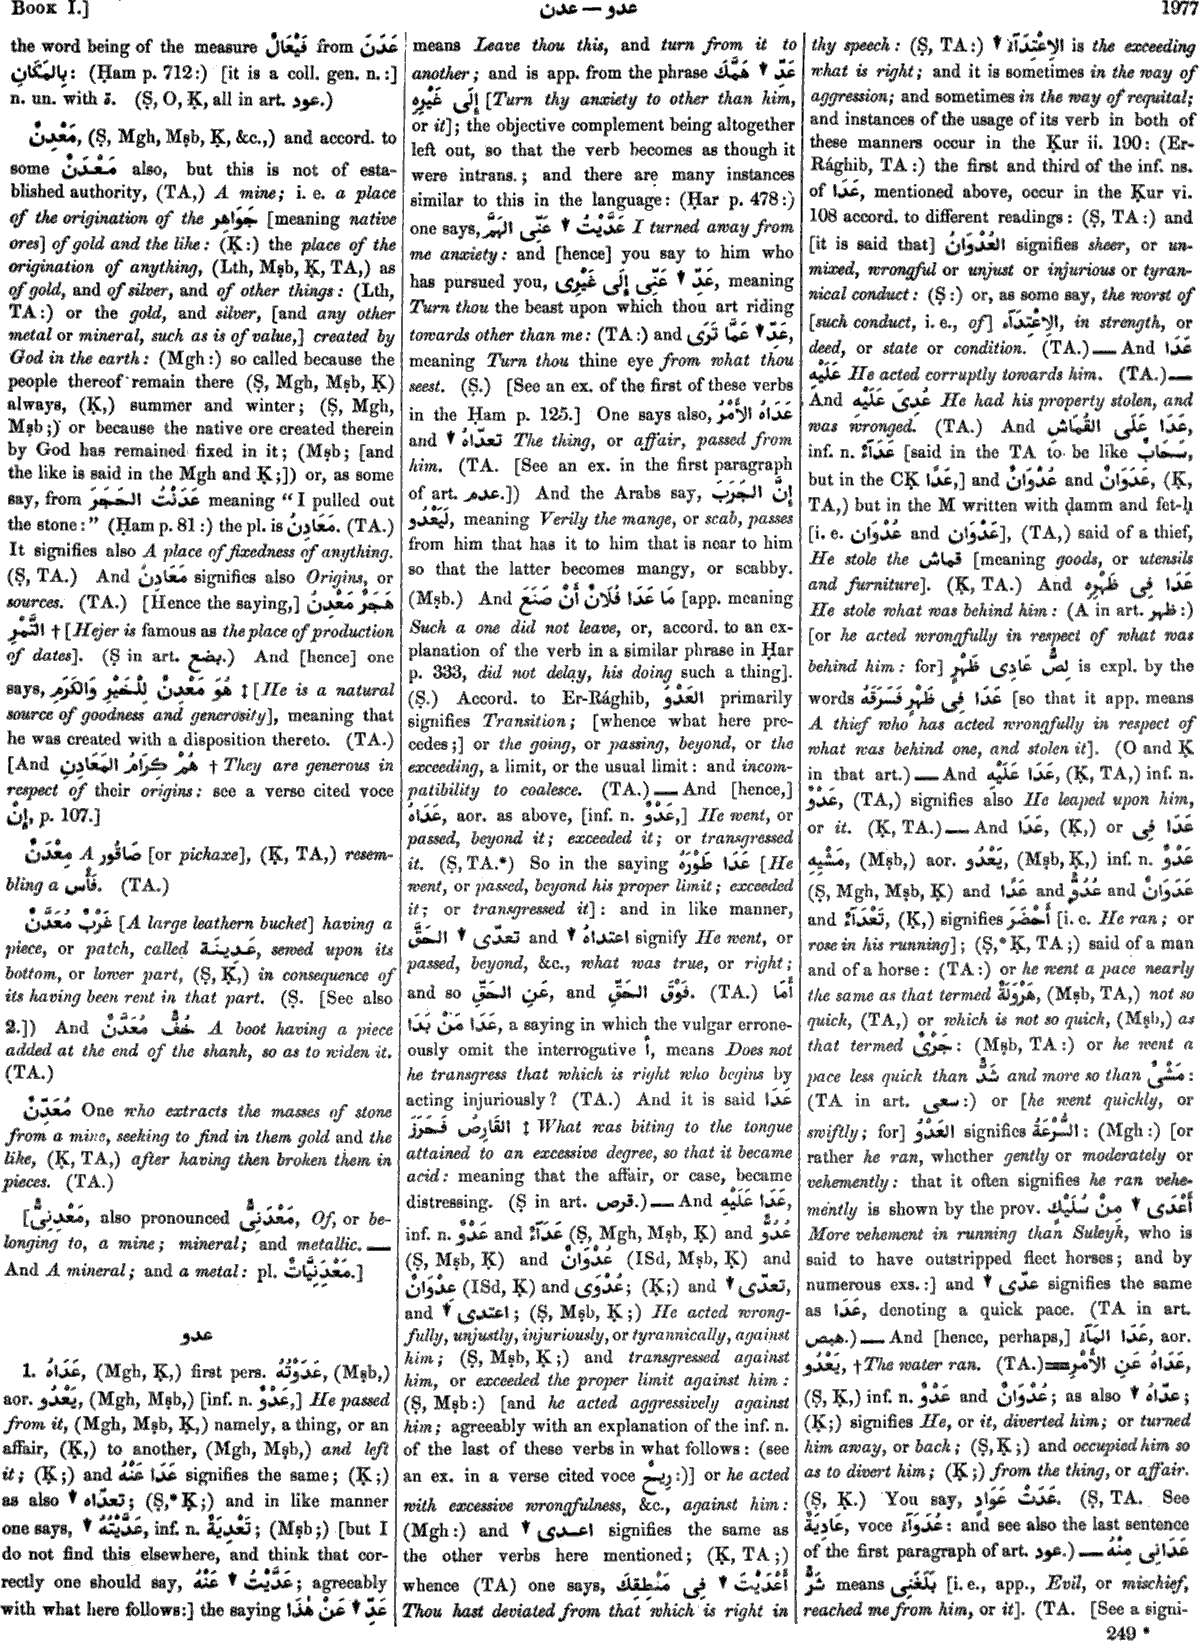 Book I.]
عدو — عدن
1977
the word being of the measure فَيْعَالٌ from عَدَنَ
بِالمَكَانِ: (Ḥam p. 712:) [it is a coll. gen. n.:]
n. un. with ة. (Ṣ, O, Ḳ, all in art. عود.)
مَعْدِنٌ, (Ṣ, Mgh, Mṣb, Ḳ, &c.,) and accord. to
some مَعْدَنٌ also, but this is not of esta-
blished authority, (TA,) A mine; i. e. a place
of the origination of the جَوَاهِر [meaning native
ores] of gold and the like: (Ḳ:) the place of the
origination of anything, (Lth, Mṣb, Ḳ, TA,) as
of gold, and of silver, and of other things: (Lth,
TA:) or the gold, and silver, [and any other
metal or mineral, such as is of value,] created by
God in the earth: (Mgh:) so called because the
people thereof remain there (Ṣ, Mgh, Mṣb, Ḳ)
always, (Ḳ,) summer and winter; (Ṣ, Mgh,
Mṣb;) or because the native ore created therein
by God has remained fixed in it; (Mṣb; [and
the like is said in the Mgh and Ḳ;]) or, as some
say, from عَدَنْتُ الحَجَرَ meaning “I pulled out
the stone:” (Ḥam p. 81:) the pl. is مَعَادِنُ. (TA.)
It signifies also A place of fixedness of anything.
(Ṣ, TA.) And مَعَادِنُ signifies also Origins, or
sources. (TA.) [Hence the saying,] هَجَرُ مَعْدِنُ
التَّمْرِ † [Hejer is famous as the place of production
of dates]. (Ṣ in art. بضع.) And [hence] one
says, هُوَ مَعْدِنٌ لِلْخَيْرِ وَالكَرَمِ ‡ [He is a natural
source of goodness and generosity], meaning that
he was created with a disposition thereto. (TA.)
[And هُمْ كِرَامُ المَعَادِنِ † They are generous in
respect of their origins: see a verse cited voce
إِنْ, p. 107.]
مِعْدَنٌ A صَاقُور [or pickaxe], (Ḳ, TA,) resem-
bling a فَأْس. (TA.)
غَرْبٌ مُعَدَّنٌ [A large leathern bucket] having a
piece, or patch, called عَدِينَة, sewed upon its
bottom, or lower part, (Ṣ, Ḳ,) in consequence of
its having been rent in that part. (Ṣ. [See also
2.]) And خُفٌّ مُعَدَّنٌ A boot having a piece
added at the end of the shank, so as to widen it.
(TA.)
مُعَدِّنٌ One who extracts the masses of stone
from a mine, seeking to find in them gold and the
like, (Ḳ, TA,) after having then broken them in
pieces. (TA.)
[مَعْدِنِىٌّ, also pronounced مَعْدَنِىٌّ, Of, or be-
longing to, a mine; mineral; and metallic. —
And A mineral; and a metal: pl. مَعْدَنِيَّاتٌ.]
عدو
1. عَدَاهُ, (Mgh, Ḳ,) first pers. عَدَوْتُهُ, (Mṣb,)
aor. يَعْدُو, (Mgh, Mṣb,) [inf. n. عَدْوٌ,] He passed
from it, (Mgh, Mṣb, Ḳ,) namely, a thing, or an
affair, (Ḳ,) to another, (Mgh, Mṣb,) and left
it; (Ḳ;) and عَدَا عَنْهُ signifies the same; (Ḳ;)
as also ▾ تعدّاه; (Ṣ,* Ḳ;) and in like manner
one says, ▾ عَدَّيْتُهُ, inf. n. تَعْدِيَةٌ; (Mṣb;) [but I
do not find this elsewhere, and think that cor-
rectly one should say, عَدَّيْتُ ▾ عَنْهُ; agreeably
with what here follows:] the saying عَدِّ ▾ عَنْ هٰذَا
means Leave thou this, and turn from it to
another; and is app. from the phrase عَدِّ ▾ هَمَّكَ
إِلَى غَيْرِهِ [Turn thy anxiety to other than him,
or it]; the objective complement being altogether
left out, so that the verb becomes as though it
were intrans.; and there are many instances
similar to this in the language: (Ḥar p. 478:)
one says, عَدَّيْتُ ▾ عَنِّى الهَمَّ I turned away from
me anxiety: and [hence] you say to him who
has pursued you, عَدِّ ▾ عَنِّى إِلَى غَيْرِى, meaning
Turn thou the beast upon which thou art riding
towards other than me: (TA:) and عَدِّ ▾ عَمَّا تَرَى,
meaning Turn thou thine eye from what thou
seest. (Ṣ.) [See an ex. of the first of these verbs
in the Ḥam p. 125.] One says also, عَدَاهُ الأَمْرُ
and ▾ تعدّاهُ The thing, or affair, passed from
him. (TA. [See an ex. in the first paragraph
of art. عدم.]) And the Arabs say, إِنَّ الجَرَبَ
لَيَعْدُو, meaning Verily the mange, or scab, passes
from him that has it to him that is near to him
so that the latter becomes mangy, or scabby.
(Mṣb.) And مَا عَدَا فُلَانٌ أَنْ صَنَعَ [app. meaning
Such a one did not leave, or, accord. to an ex-
planation of the verb in a similar phrase in Ḥar
p. 333, did not delay, his doing such a thing].
(Ṣ.) Accord. to Er-Rághib, العَدْوُ primarily
signifies Transition; [whence what here pre-
cedes;] or the going, or passing, beyond, or the
exceeding, a limit, or the usual limit: and incom-
patibility to coalesce. (TA.) — And [hence,]
عَدَاهُ, aor. as above, [inf. n. عَدْوٌ,] He went, or
passed, beyond it; exceeded it; or transgressed
it. (Ṣ, TA.*) So in the saying عَدَا طَوْرَهُ [He
went, or passed, beyond his proper limit; exceeded
it; or transgressed it]: and in like manner,
الحَقَّ ▾ تعدّى and ▾ اعتداهُ signify He went, or
passed, beyond, &c., what was true, or right;
and so عَنِ الحَقِّ, and فَوْقَ الحَقِّ. (TA.) أَمَا
عَدَا مَنْ بَدَا, a saying in which the vulgar errone-
ously omit the interrogative أ, means Does not
he transgress that which is right who begins by
acting injuriously? (TA.) And it is said عَدَا
القَارِصُ فَحَزَرَ ‡ What was biting to the tongue
attained to an excessive degree, so that it became
acid: meaning that the affair, or case, became
distressing. (Ṣ in art. قرص.) — And عَدَا عَلَيْهِ,
inf. n. عَدْوٌ and عَدَآءٌ (Ṣ, Mgh, Mṣb, Ḳ) and عُدُوٌّ
(Ṣ, Mṣb, Ḳ) and عُدْوَانٌ (ISd, Mṣb, Ḳ) and
عِدْوَانٌ (ISd, Ḳ) and عُدْوَى; (Ḳ;) and ▾ تعدّى,
and ▾ اعتدى; (Ṣ, Mṣb, Ḳ;) He acted wrong-
fully, unjustly, injuriously, or tyrannically, against
him; (Ṣ, Mṣb, Ḳ;) and transgressed against
him, or exceeded the proper limit against him:
(Ṣ, Mṣb:) [and he acted aggressively against
him; agreeably with an explanation of the inf. n.
of the last of these verbs in what follows: (see
an ex. in a verse cited voce رِيحٌ:)] or he acted
with excessive wrongfulness, &c., against him:
(Mgh:) and ▾ اعدى signifies the same as
the other verbs here mentioned; (Ḳ, TA;)
whence (TA) one says, أَعْدَيْتَ ▾ فِى مَنْطِقِكَ
Thou hast deviated from that which is right in
thy speech: (Ṣ, TA:) ▾ الاِعْتِدَآءُ is the exceeding
what is right; and it is sometimes in the way of
aggression; and sometimes in the way of requital;
and instances of the usage of its verb in both of
these manners occur in the Ḳur ii. 190: (Er-
Rághib, TA:) the first and third of the inf. ns.
of عَدَا, mentioned above, occur in the Ḳur vi.
108 accord. to different readings: (Ṣ, TA:) and
[it is said that] العُدْوَانُ signifies sheer, or un-
mixed, wrongful or unjust or injurious or tyran-
nical conduct: (Ṣ:) or, as some say, the worst of
[such conduct, i. e., of] الاِعْتِدَآء, in strength, or
deed, or state or condition. (TA.) — And عَدَا
عَلَيْهِ He acted corruptly towards him. (TA.) —
And عُدِىَ عَلَيْهِ He had his property stolen, and
was wronged. (TA.) And عَدَا عَلَى القُمَاشِ,
inf. n. عَدَآءٌ [said in the TA to be like سَحَابٌ,
but in the CḲ عَدًا,] and عُدْوَانٌ and عَدَوَانٌ, (Ḳ,
TA,) but in the M written with ḍamm and fet-ḥ
[i. e. عُدْوَان and عَدْوَان], (TA,) said of a thief,
He stole the قماش [meaning goods, or utensils
and furniture]. (Ḳ, TA.) And عَدَا فِى ظَهْرِهِ
He stole what was behind him: (A in art. ظهر:)
[or he acted wrongfully in respect of what was
behind him: for] لِصٌّ عَادِى ظَهْرٍ is expl. by the
words عَدَا فِى ظَهْرٍ فَسَرَقَهُ [so that it app. means
A thief who has acted wrongfully in respect of
what was behind one, and stolen it]. (O and Ḳ
in that art.) — And عَدَا عَلَيْهِ, (Ḳ, TA,) inf. n.
عَدْوٌ, (TA,) signifies also He leaped upon him,
or it. (Ḳ, TA.) — And عَدَا, (Ḳ,) or عَدَا فِى
مَشْيِهِ, (Mṣb,) aor. يَعْدُو, (Mṣb, Ḳ,) inf. n. عَدْوٌ
(Ṣ, Mgh, Mṣb, Ḳ) and عُدُوٌّ and عَدًا and عَدَوَانٌ
and تَعْدَآءٌ, (Ḳ,) signifies أَحْضَرَ [i. e. He ran; or
rose in his running]; (Ṣ,* Ḳ, TA;) said of a man
and of a horse: (TA:) or he went a pace nearly
the same as that termed هَرْوَلَةٌ, (Mṣb, TA,) not so
quick, (TA,) or which is not so quick, (Mṣb,) as
that termed جَرْىٌ: (Mṣb, TA:) or he went a
pace less quick than شَدٌّ and more so than مَشْىٌ:
(TA in art. سعى:) or [he went quickly, or
swiftly; for] العَدْوُ signifies السُّرْعَةُ: (Mgh:) [or
rather he ran, whether gently or moderately or
vehemently: that it often signifies he ran vehe-
mently is shown by the prov. أَعْدَى ▾ مِنْ سُلَيْكٍ
More vehement in running than Suleyk, who is
said to have outstripped fleet horses; and by
numerous exs.:] and ▾ عدّى signifies the same
as عَدَا, denoting a quick pace. (TA in art.
هبص.) — And [hence, perhaps,] عَدَا المَآءُ, aor.
يَعْدُو, † The water ran. (TA.) = عَدَاهُ عَنِ الأَمْرِ,
(Ṣ, Ḳ,) inf. n. عَدْوٌ and عُدْوَانٌ; as also ▾ عدّاهُ;
(Ḳ;) signifies He, or it, diverted him; or turned
him away, or back; (Ṣ, Ḳ;) and occupied him so
as to divert him; (Ḳ;) from the thing, or affair.
(Ṣ, Ḳ.) You say, عَدَتْ عَوَادٍ. (Ṣ, TA. See
عَادِيَةٌ, voce عُدَوَآءُ: and see also the last sentence
of the first paragraph of art. عود.) — عَدَانِى مِنْهُ
شَرٌّ means بَلَغَنِى [i. e., app., Evil, or mischief,
reached me from him, or it]. (TA. [See a signi-
249 *